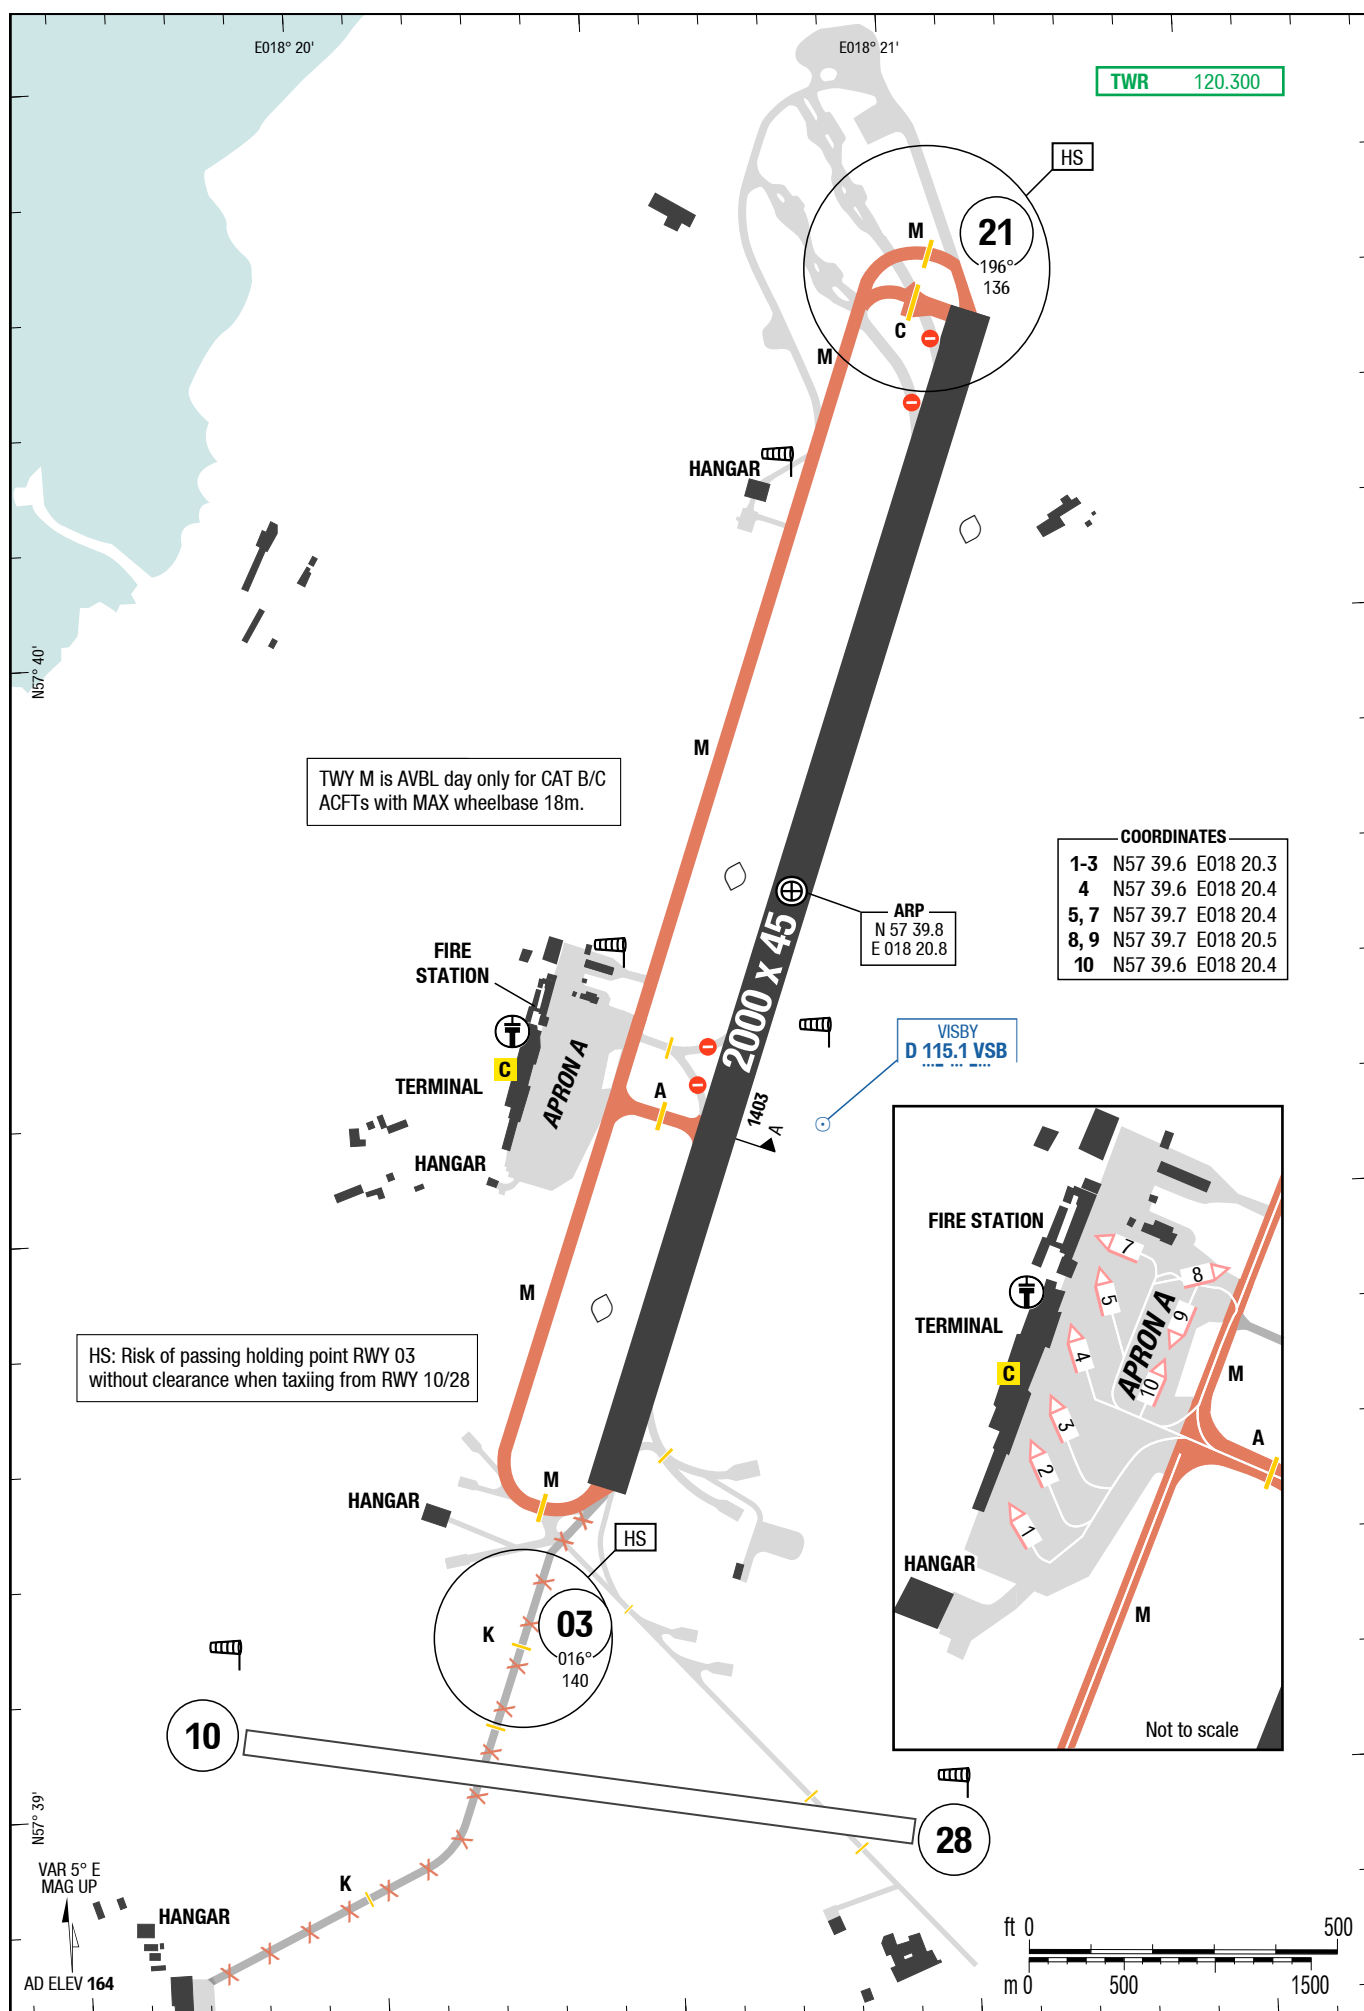 E018° 20'
E018° 21'
TWR 120.300
HS
21
196°
136
M
C
M
HANGAR
N57° 40'
M
TWY M is AVBL day only for CAT B/C
ACFTs with MAX wheelbase 18m.
COORDINATES
1-3 N57 39.6 E018 20.3
4 N57 39.6 E018 20.4
5, 7 N57 39.7 E018 20.4
8, 9 N57 39.7 E018 20.5
10 N57 39.6 E018 20.4
ARP
N 57 39.8
E 018 20.8
2000 x 45
FIRE
STATION
C
TERMINAL
APRON A
A
1403
A
VISBY
D 115.1 VSB
HANGAR
M
HS: Risk of passing holding point RWY 03
without clearance when taxiing from RWY 10/28
M
HANGAR
HS
03
016°
140
K
10
28
N57° 39'
VAR 5° E
MAG UP
AD ELEV 164
HANGAR
K
FIRE STATION
TERMINAL
C
HANGAR
APRON A
7
8
5
9
4
10
3
2
1
M
A
M
Not to scale
ft 0 500
m 0 500 1500